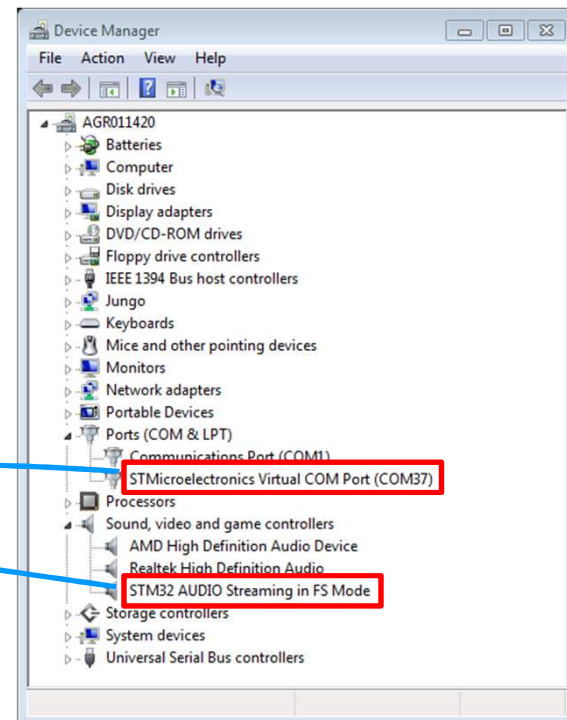 Device Manager
File Action View Help
AGR011420
Batteries
Computer
Disk drives
Display adapters
DVD/CD-ROM drives
Floppy drive controllers
IEEE 1394 Bus host controllers
Jungo
Keyboards
Mice and other pointing devices
Monitors
Network adapters
Portable Devices
Ports (COM & LPT)
Communications Port (COM1)
STMicroelectronics Virtual COM Port (COM37)
Processors
Sound, video and game controllers
AMD High Definition Audio Device
Realtek High Definition Audio
STM32 AUDIO Streaming in FS Mode
Storage controllers
System devices
Universal Serial Bus controllers